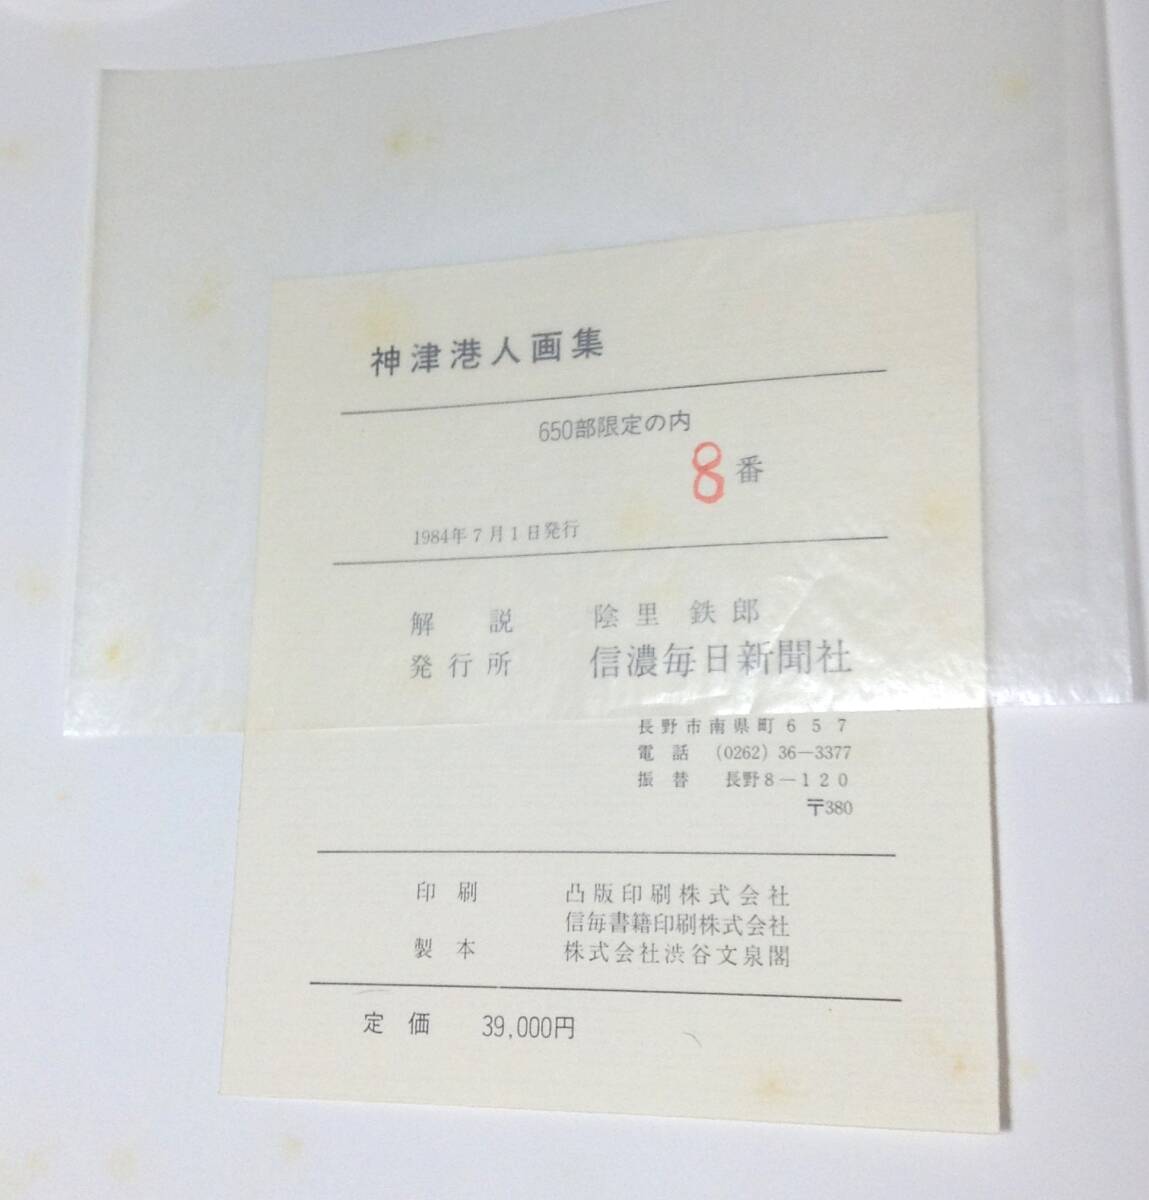 神津港人画集
650部限定の内
8番
1984年7月1日発行
解説 陰里鉄郎
発行所 信濃毎日新聞社
長野市南県町657
電話 (0262)36-3377
振替 長野8-120
〒380
印刷 凸版印刷株式会社
信毎書籍印刷株式会社
製本 株式会社渋谷文泉閣
定価 39,000円